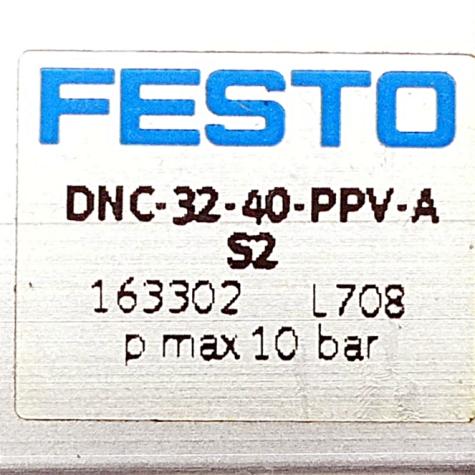 FESTO
DNC-32-40-PPV-A
S2
163302 L708
p max 10 bar